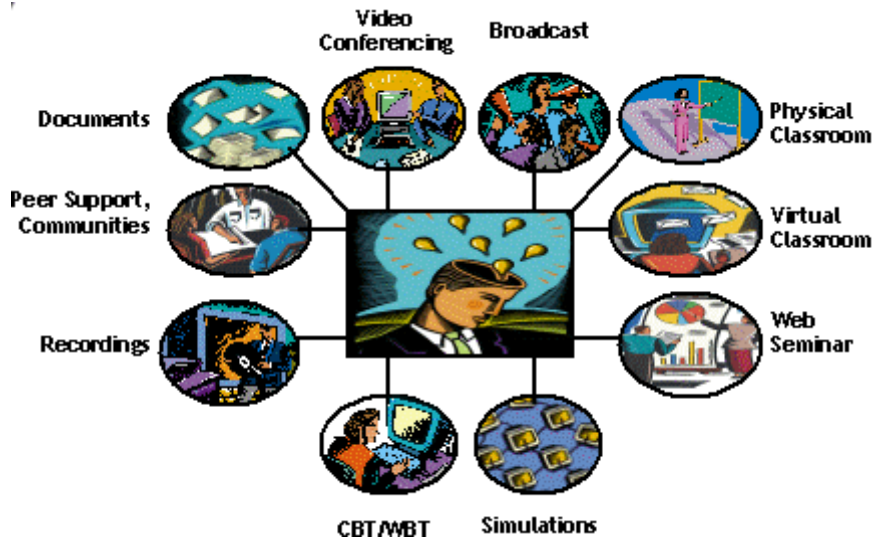 Video
Conferencing
Broadcast
Documents
Physical
Classroom
Peer Support,
Communities
Virtual
Classroom
Recordings
Web
Seminar
CBT/WBT
Simulations